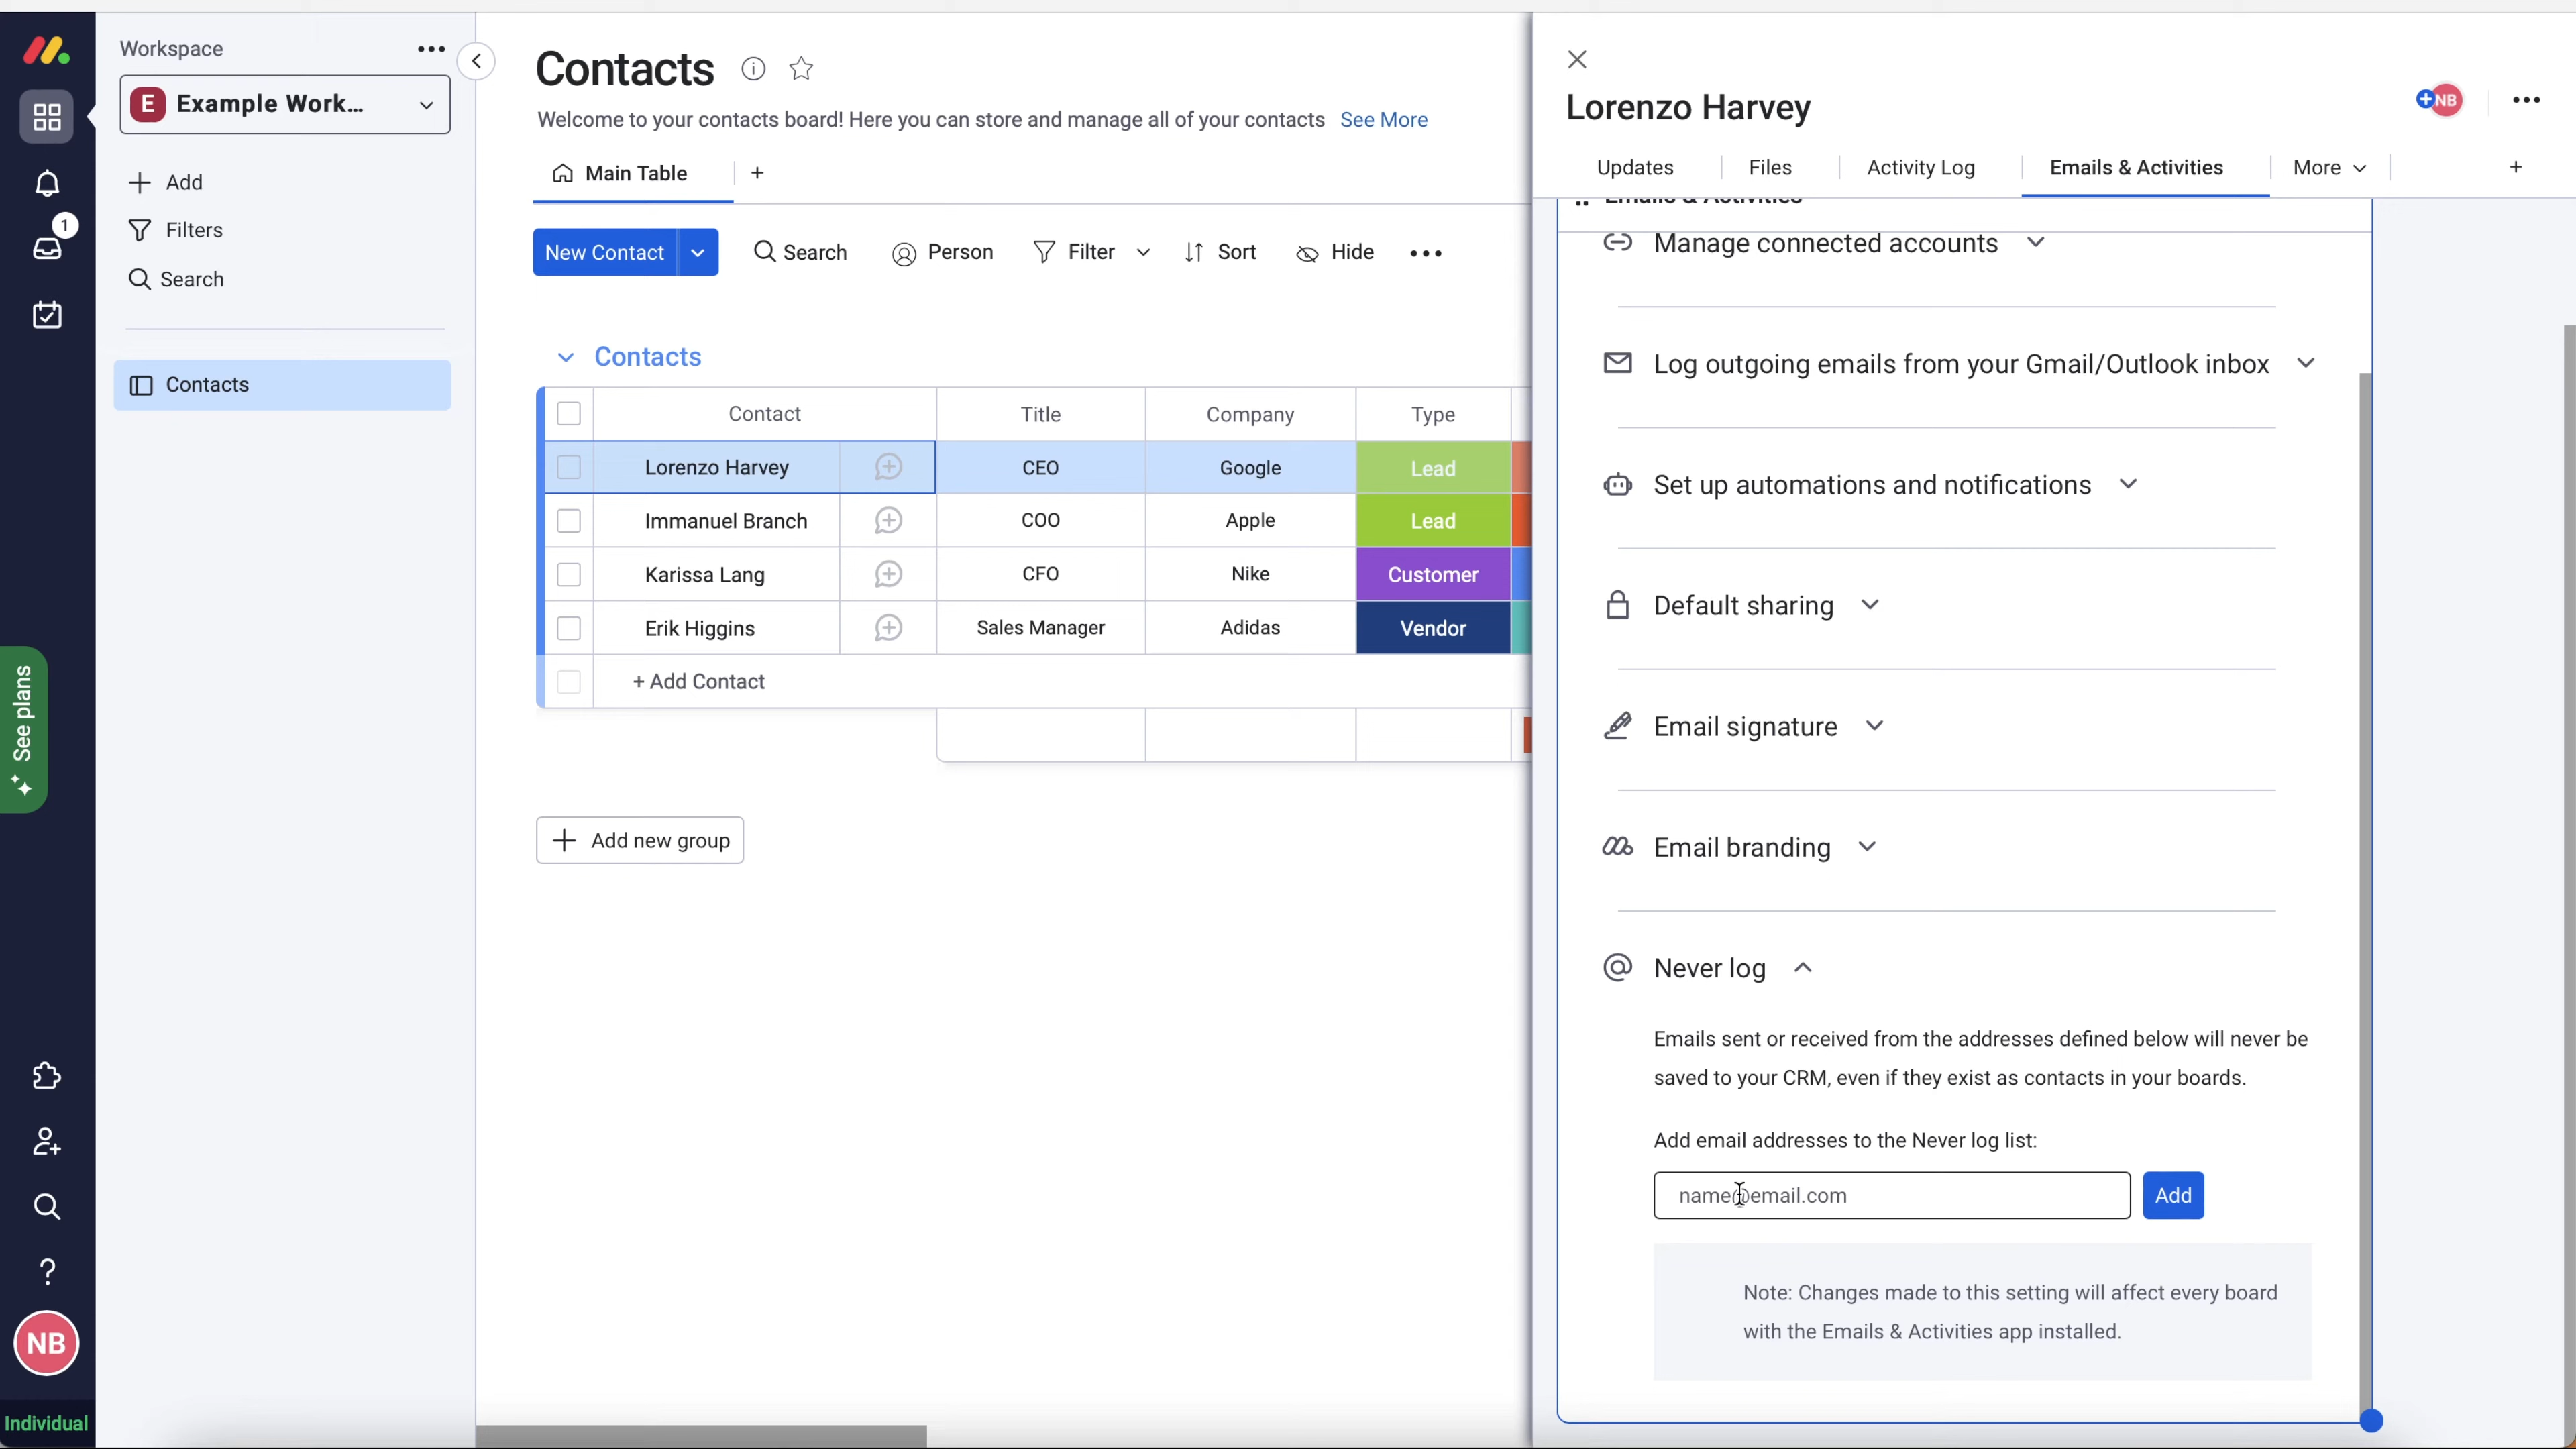 Workspace
E Example Work...
Add
Filters
Search
Contacts
1
See plans
NB
Individual
Contacts
Welcome to your contacts board! Here you can store and manage all of your contacts See More
Main Table +
New Contact Search Person Filter Sort Hide
Contacts
Contact Title Company Type
Lorenzo Harvey CEO Google Lead
Immanuel Branch COO Apple Lead
Karissa Lang CFO Nike Customer
Erik Higgins Sales Manager Adidas Vendor
+ Add Contact
Add new group
Lorenzo Harvey
NB
Updates Files Activity Log Emails & Activities More +
Emails & Activities
Manage connected accounts
Log outgoing emails from your Gmail/Outlook inbox
Set up automations and notifications
Default sharing
Email signature
Email branding
Never log
Emails sent or received from the addresses defined below will never be
saved to your CRM, even if they exist as contacts in your boards.
Add email addresses to the Never log list:
name@email.com Add
Note: Changes made to this setting will affect every board
with the Emails & Activities app installed.